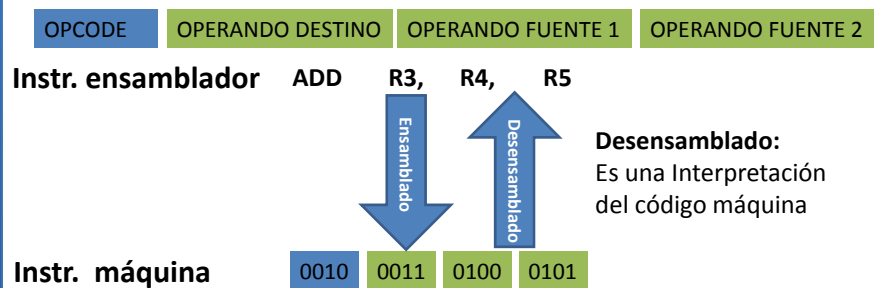 OPCODE OPERANDO DESTINO OPERANDO FUENTE 1 OPERANDO FUENTE 2
Instr. ensamblador ADD R3, R4, R5
Ensamblado
Desensamblado
Desensamblado:
Es una Interpretación
del código máquina
Instr. máquina 0010 0011 0100 0101